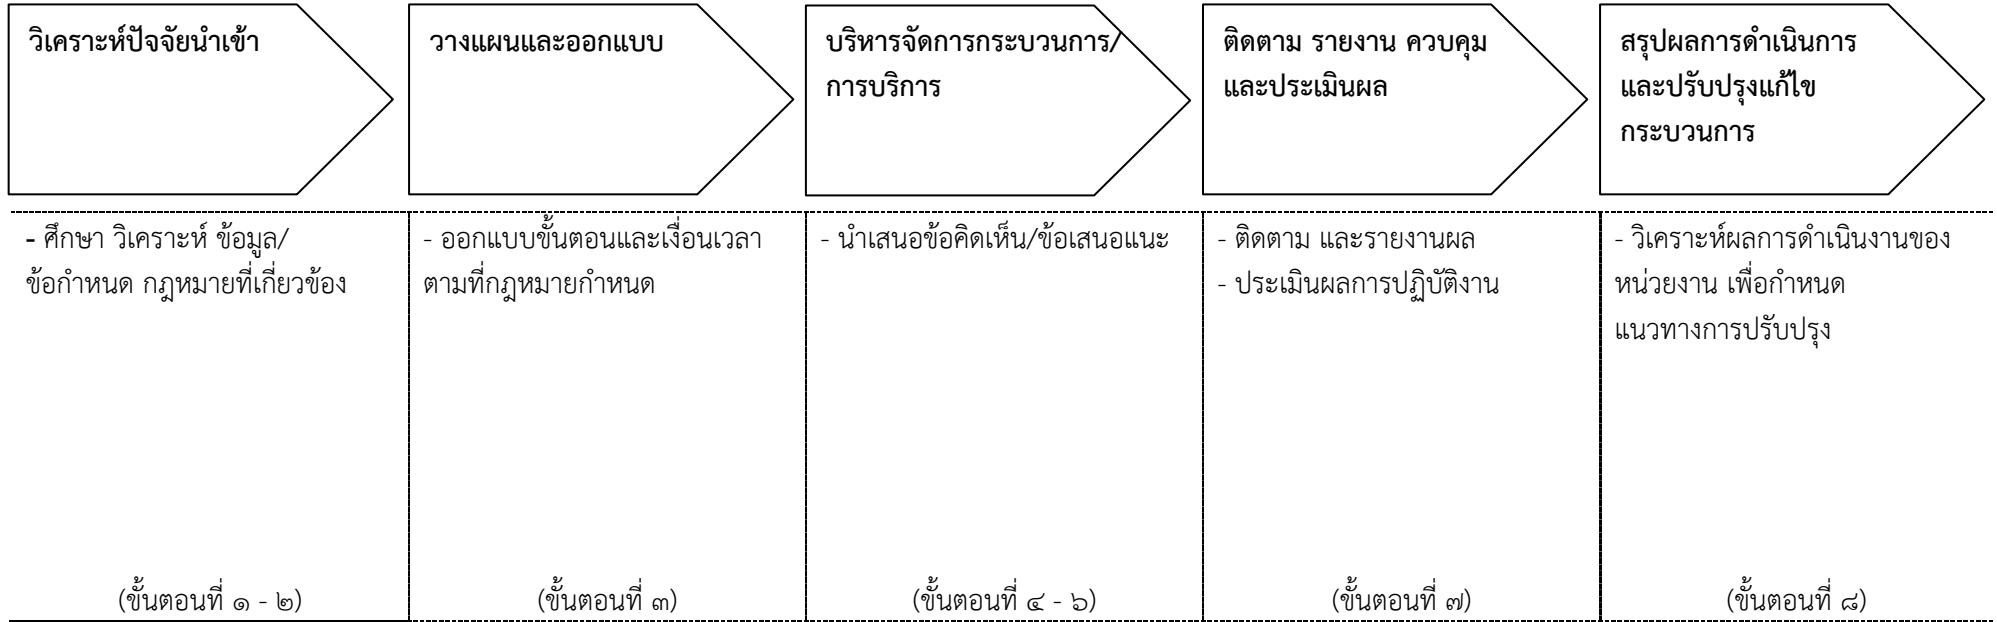 วิเคราะห์ปัจจัยนำเข้า
วางแผนและออกแบบ
บริหารจัดการกระบวนการ/
การบริการ
ติดตาม รายงาน ควบคุม
และประเมินผล
สรุปผลการดำเนินการ
และปรับปรุงแก้ไข
กระบวนการ
- ศึกษา วิเคราะห์ ข้อมูล/
ข้อกำหนด กฎหมายที่เกี่ยวข้อง
(ขั้นตอนที่ ๑ - ๒)
- ออกแบบขั้นตอนและเงื่อนเวลา
ตามที่กฎหมายกำหนด
(ขั้นตอนที่ ๓)
- นำเสนอข้อคิดเห็น/ข้อเสนอแนะ
(ขั้นตอนที่ ๔ - ๖)
- ติดตาม และรายงานผล
- ประเมินผลการปฏิบัติงาน
(ขั้นตอนที่ ๗)
- วิเคราะห์ผลการดำเนินงานของ
หน่วยงาน เพื่อกำหนด
แนวทางการปรับปรุง
(ขั้นตอนที่ ๘)